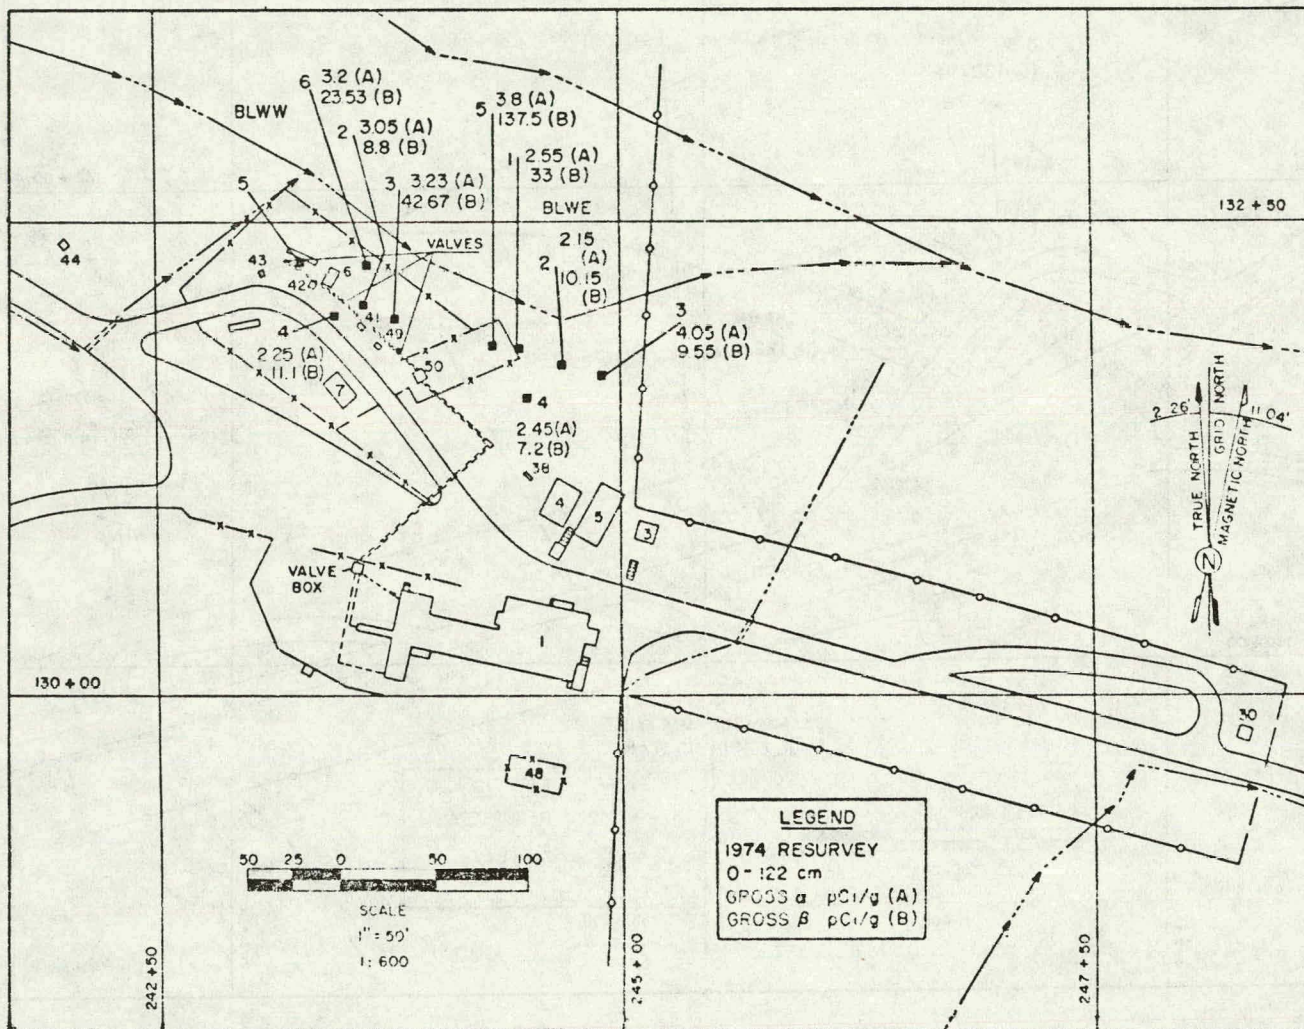 6 3.2 (A)
23.53 (B)
BLWW
2 3.05 (A)
8.8 (B)
5 3.8 (A)
137.5 (B)
1 2.55 (A)
33 (B)
3 3.23 (A)
42.67 (B)
5
BLWE
132 + 50
VALVES
2.15
(A)
2
10.15
(B)
44
43
6
42
3
4.05 (A)
9.55 (B)
4
41
49
2.25 (A)
11.1 (B)
7
50
4
2.45 (A)
7.2 (B)
38
4
5
3
2 26'
11 04'
TRUE NORTH
GRID NORTH
MAGNETIC NORTH
N
VALVE
BOX
1
130 + 00
48
LEGEND
1974 RESURVEY
0 - 122 cm
GROSS α pCi/g (A)
GROSS β pCi/g (B)
50 25 0 50 100
SCALE
1" = 50'
1: 600
242 + 50
245 + 00
247 + 50